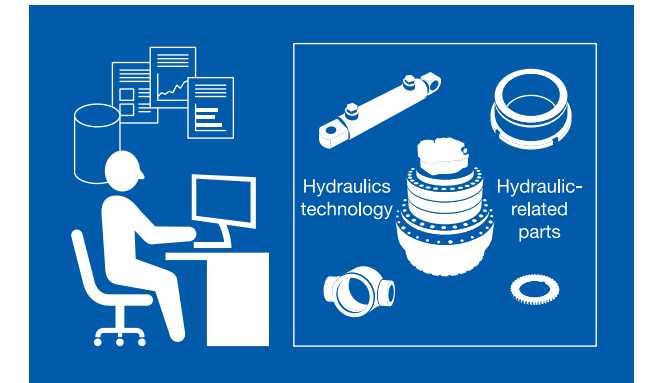 Hydraulics
technology
Hydraulic-
related
parts